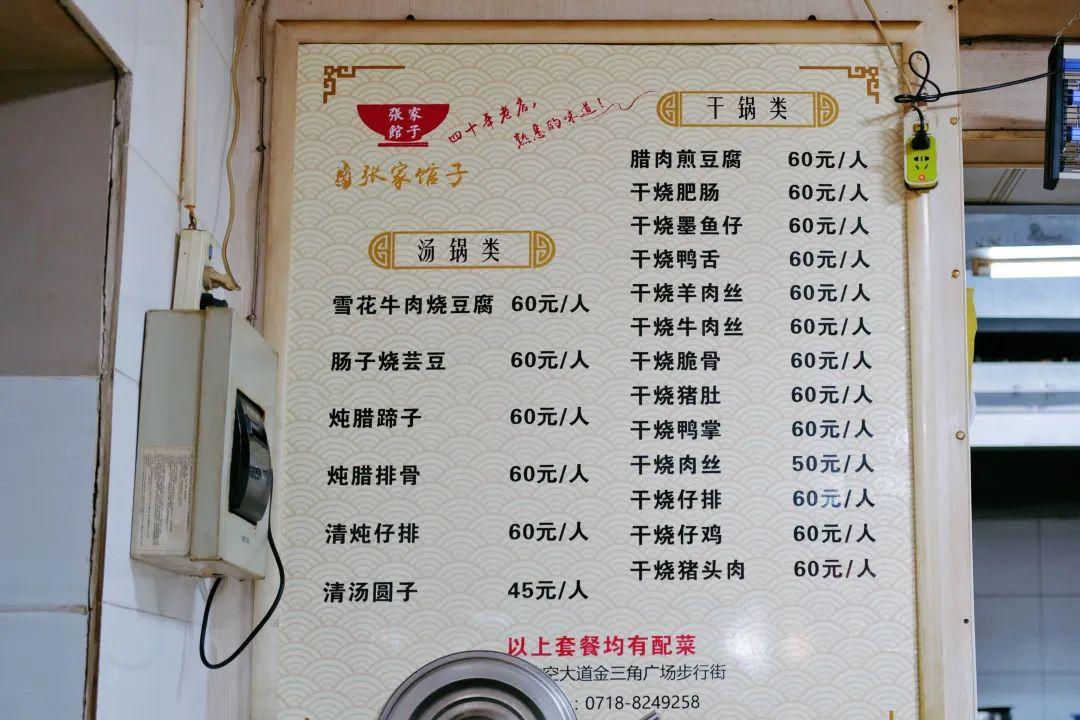 张家
馆子
四十年老店，
熟悉的味道！
张家馆子
汤锅类
雪花牛肉烧豆腐 60元/人
肠子烧芸豆 60元/人
炖腊蹄子 60元/人
炖腊排骨 60元/人
清炖仔排 60元/人
清汤圆子 45元/人
干锅类
腊肉煎豆腐 60元/人
干烧肥肠 60元/人
干烧墨鱼仔 60元/人
干烧鸭舌 60元/人
干烧羊肉丝 60元/人
干烧牛肉丝 60元/人
干烧脆骨 60元/人
干烧猪肚 60元/人
干烧鸭掌 60元/人
干烧肉丝 50元/人
干烧仔排 60元/人
干烧仔鸡 60元/人
干烧猪头肉 60元/人
以上套餐均有配菜
空大道金三角广场步行街
: 0718-8249258